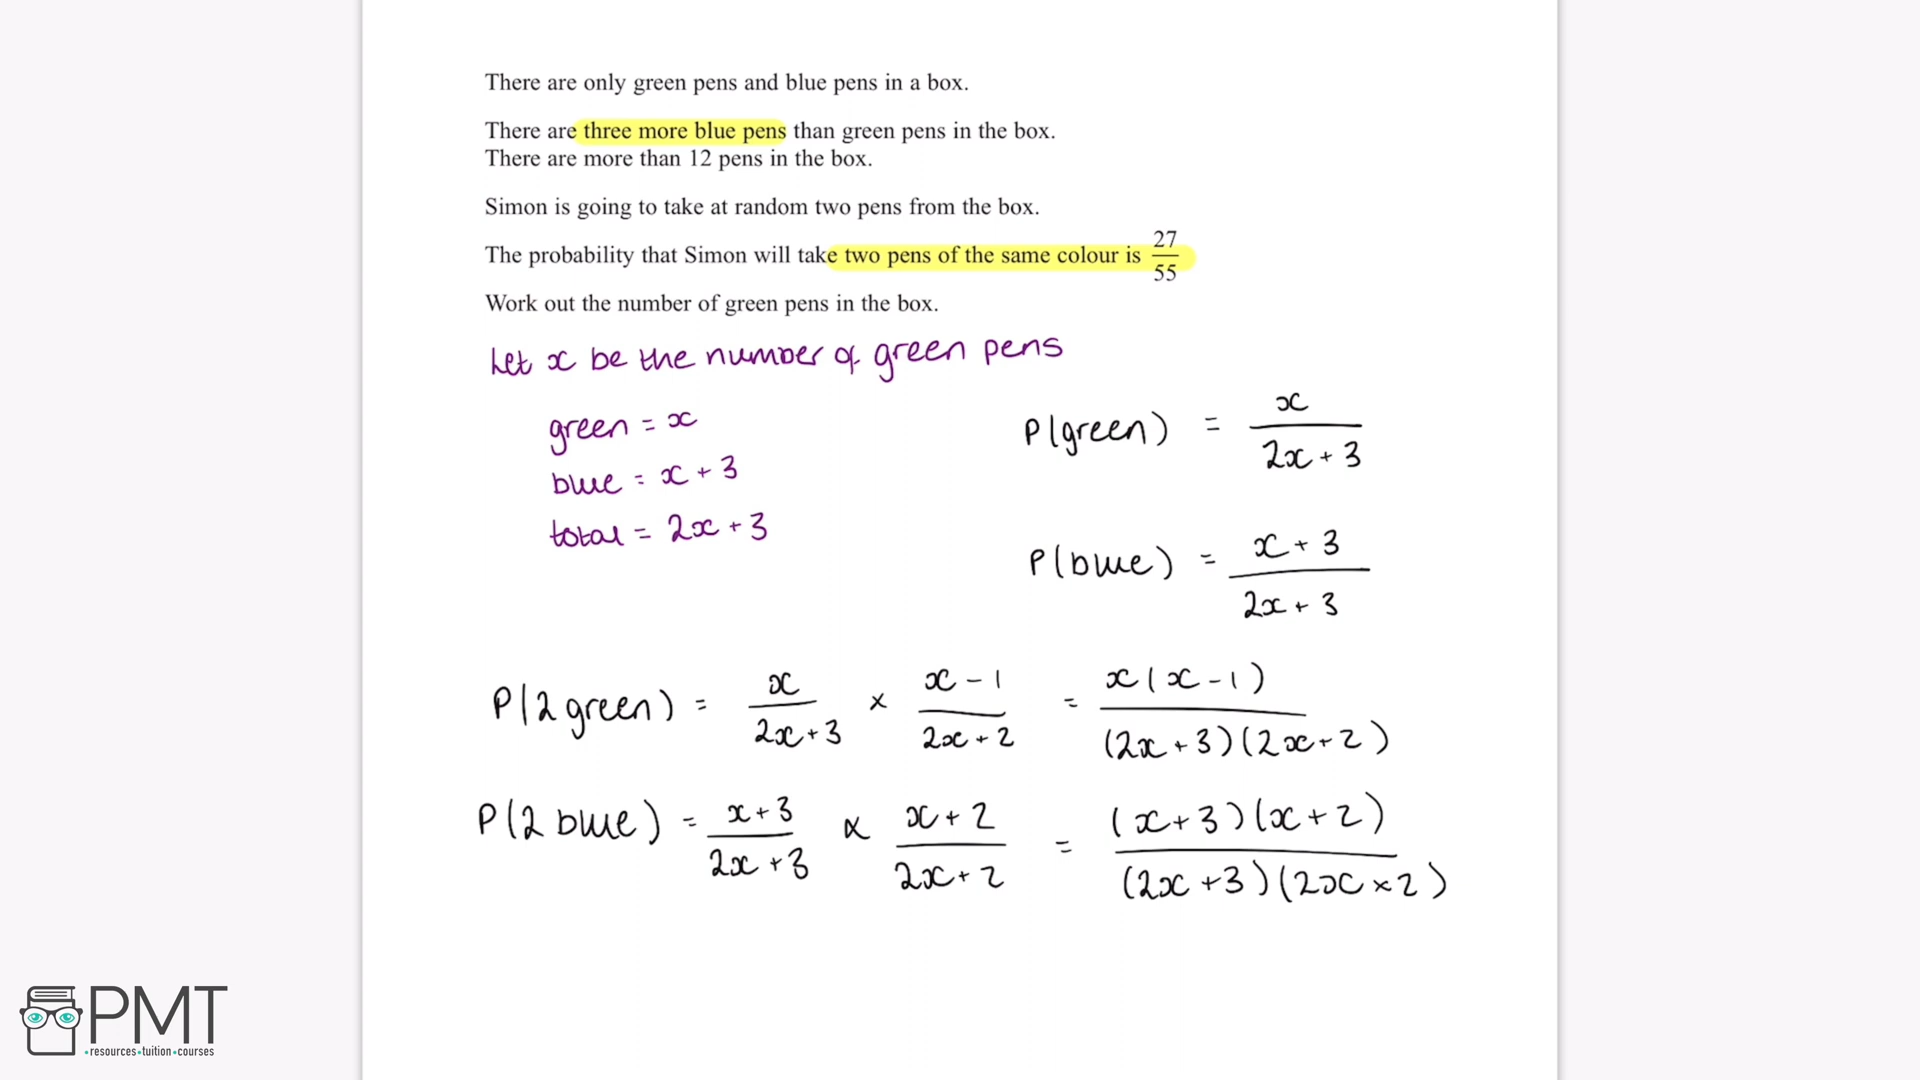 There are only green pens and blue pens in a box.
There are three more blue pens than green pens in the box.
There are more than 12 pens in the box.
Simon is going to take at random two pens from the box.
The probability that Simon will take two pens of the same colour is 27/55
Work out the number of green pens in the box.
Let x be the number of green pens
green = x
blue = x + 3
total = 2x + 3
P(green) = x/(2x + 3)
P(blue) = (x + 3)/(2x + 3)
P(2 green) = x/(2x + 3) × (x - 1)/(2x + 2) = x(x - 1)/((2x + 3)(2x + 2))
P(2 blue) = (x + 3)/(2x + 3) × (x + 2)/(2x + 2) = (x + 3)(x + 2)/((2x + 3)(2x × 2))
PMT
•resources•tuition•courses